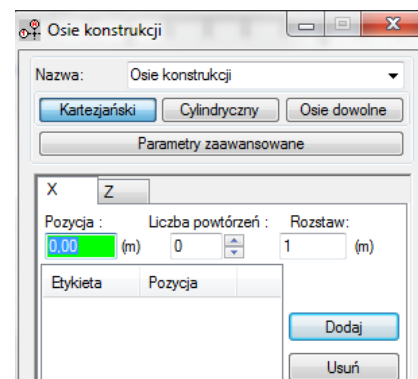 Osie konstrukcji
Nazwa: Osie konstrukcji
Kartezjański Cylindryczny Osie dowolne
Parametry zaawansowane
X Z
Pozycja : Liczba powtórzeń : Rozstaw:
0,00 (m) 0 1 (m)
Etykieta Pozycja
Dodaj
Usuń